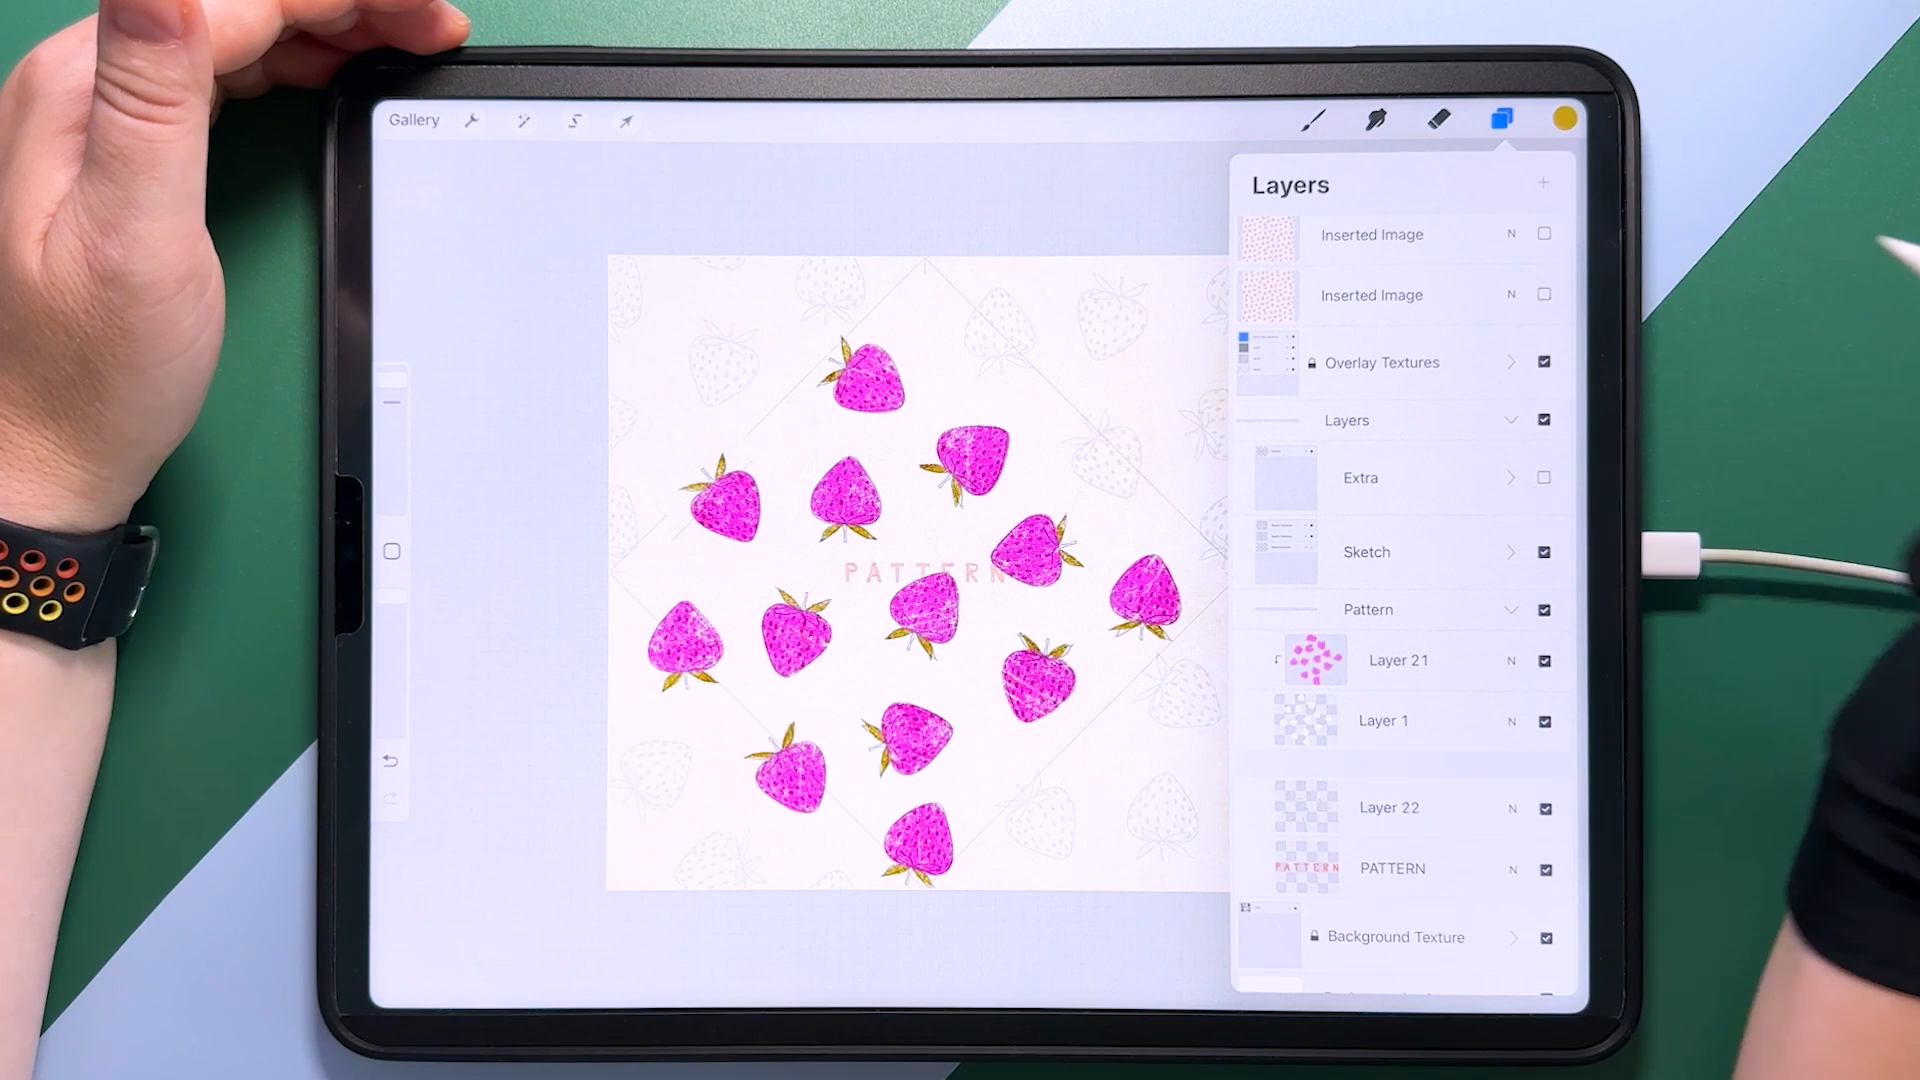 Gallery
Layers
Inserted Image N
Inserted Image N
Overlay Textures
Layers
Extra
Sketch
Pattern
Layer 21 N
Layer 1 N
Layer 22 N
PATTERN PATTERN N
Background Texture
PATTERN